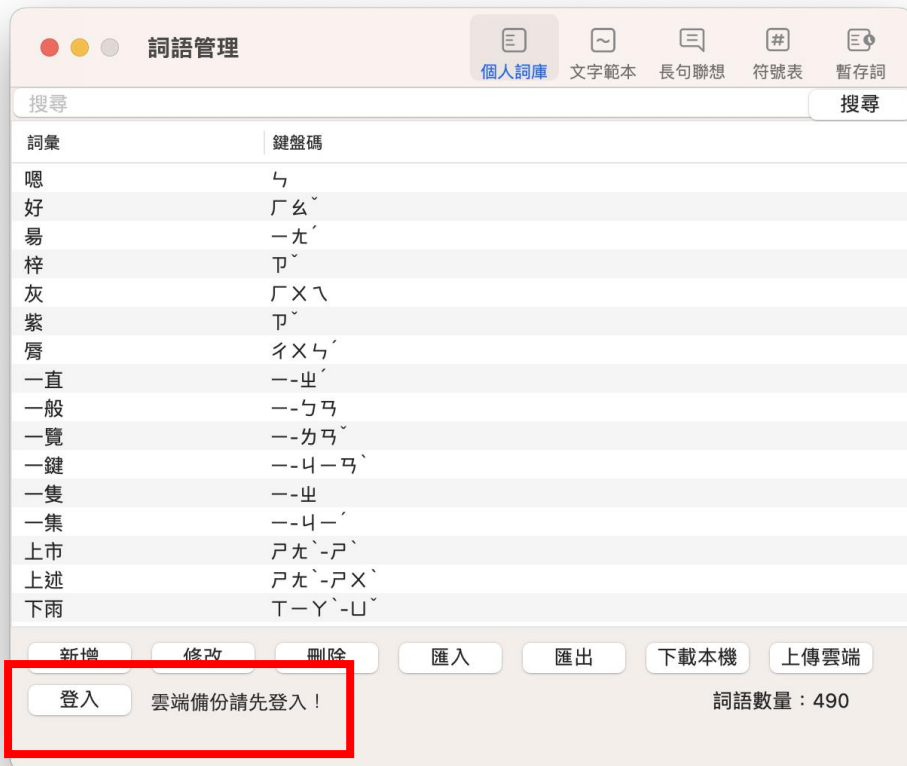 詞語管理
個人詞庫 文字範本 長句聯想 符號表 暫存詞
搜尋 搜尋
詞彙 鍵盤碼
嗯 ㄣ
好 ㄏㄠˇ
昜 ㄧㄤˊ
梓 ㄗˇ
灰 ㄏㄨㄟ
紫 ㄗˇ
脣 ㄔㄨㄣˊ
一直 ㄧ-ㄓˊ
一般 ㄧ-ㄅㄢ
一覽 ㄧ-ㄌㄢˇ
一鍵 ㄧ-ㄐㄧㄢˋ
一隻 ㄧ-ㄓ
一集 ㄧ-ㄐㄧˊ
上市 ㄕㄤˋ-ㄕˋ
上述 ㄕㄤˋ-ㄕㄨˋ
下雨 ㄒㄧㄚˋ-ㄩˇ
新增 修改 刪除 匯入 匯出 下載本機 上傳雲端
登入 雲端備份請先登入！ 詞語數量：490